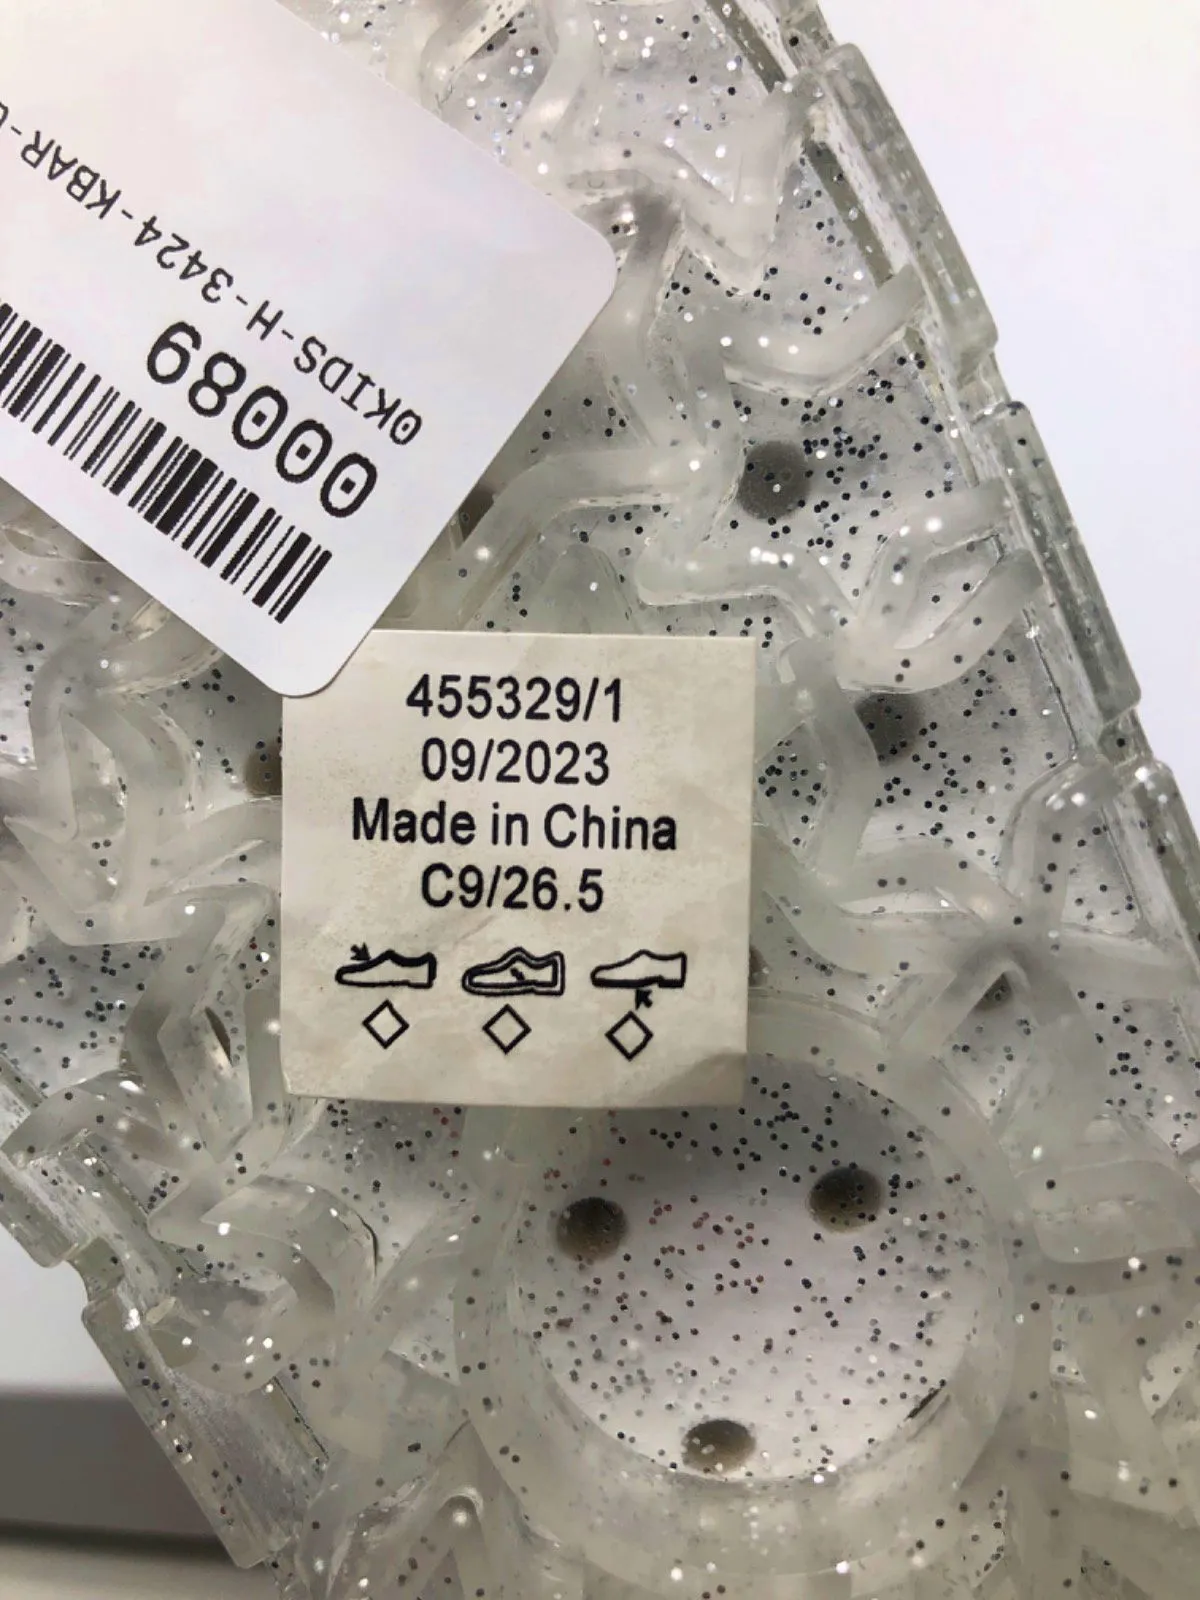 0KIDS-H-3424-KBAR-
00089
455329/1
09/2023
Made in China
C9/26.5